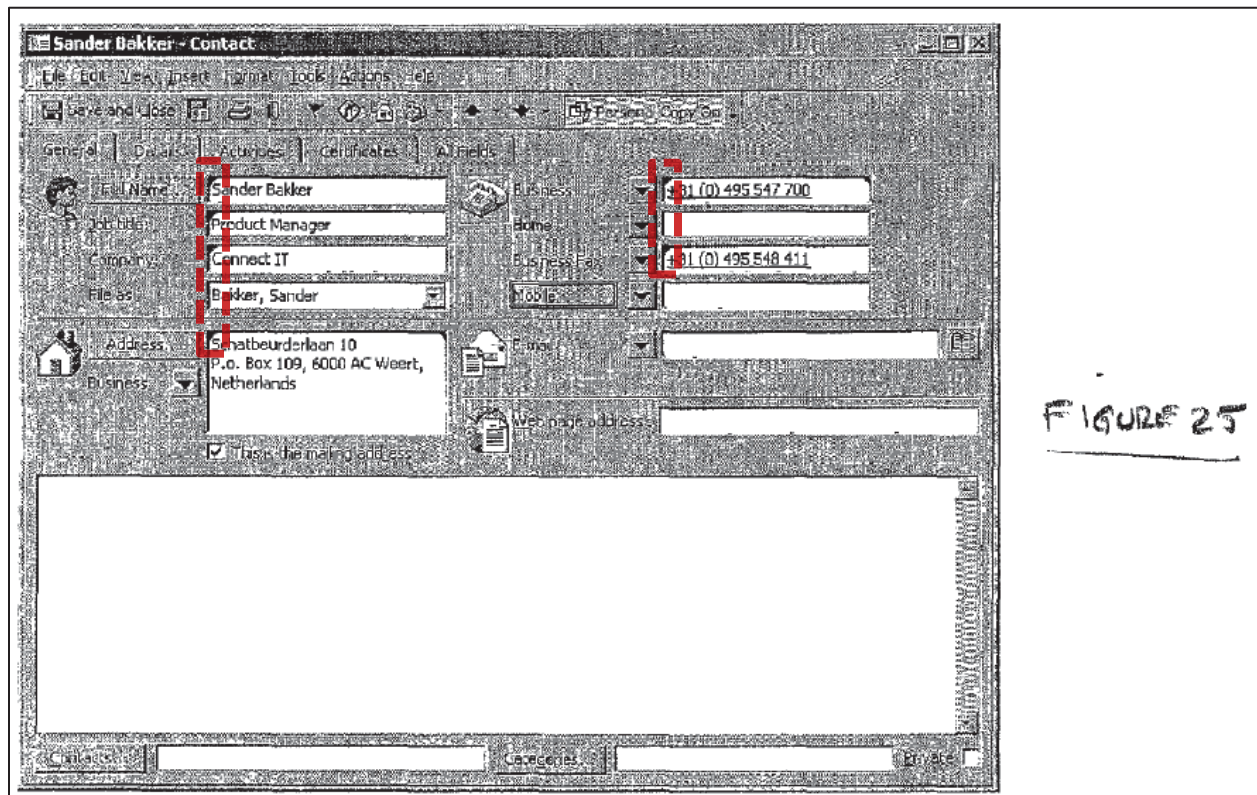 Sander Bakker - Contact
File Edit View Insert Format Tools Actions Help
Save and Close Personal Copy On
General Details Activities Certificates All Fields
Full Name... Sander Bakker
Job title: Product Manager
Company: Connect IT
File as: Bakker, Sander
Address... Schatbeurderlaan 10
P.o. Box 109, 6000 AC Weert,
Business Netherlands
This is the mailing address
Business +31 (0) 495 547 700
Home
Business Fax +31 (0) 495 548 411
Mobile
E-mail
Web page address:
Contacts...
Categories...
Private
FIGURE 25